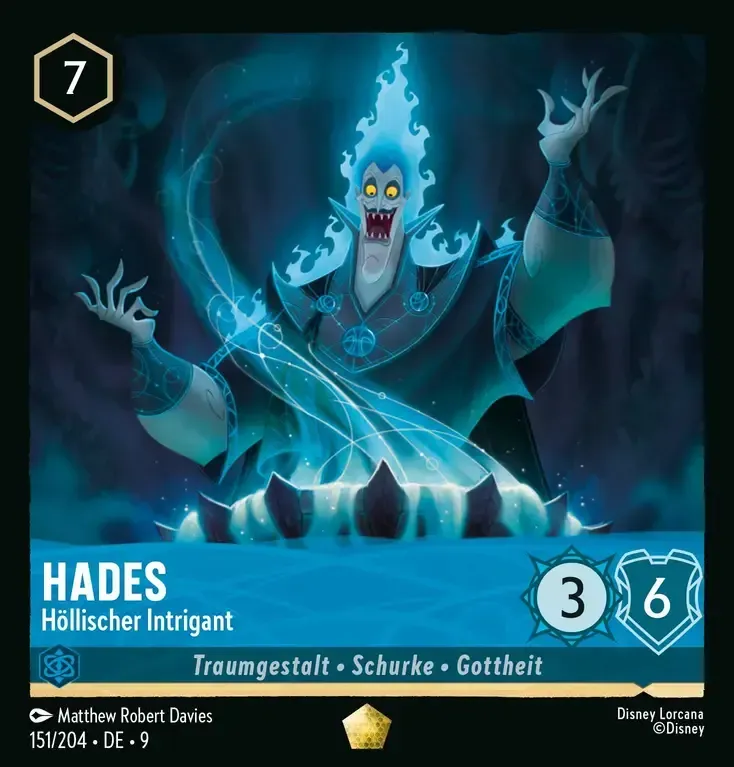 7
HADES
Höllischer Intrigant
3
6
Traumgestalt • Schurke • Gottheit
Matthew Robert Davies
151/204 • DE • 9
Disney Lorcana
©Disney